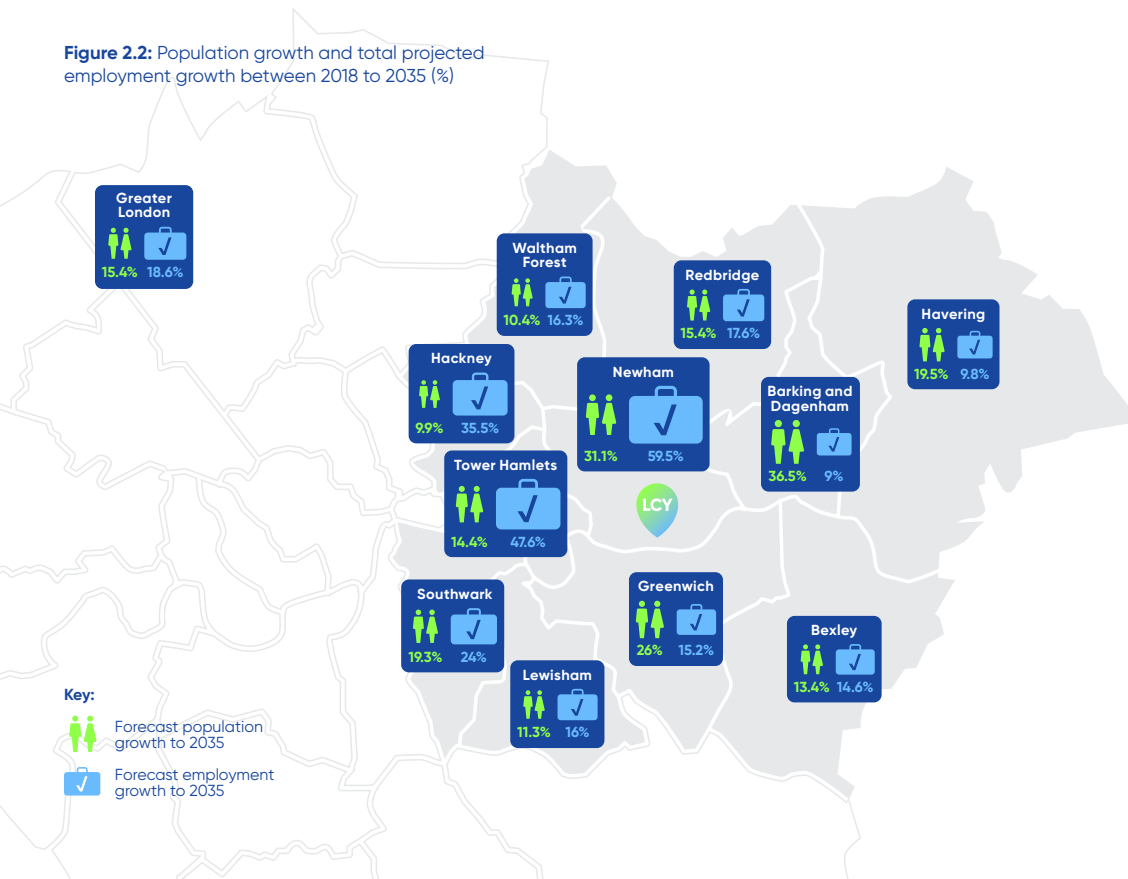 Figure 2.2: Population growth and total projected
employment growth between 2018 to 2035 (%)
Greater
London
15.4% 18.6%
Waltham
Forest
10.4% 16.3%
Redbridge
15.4% 17.6%
Havering
19.5% 9.8%
Hackney
9.9% 35.5%
Newham
31.1% 59.5%
Barking and
Dagenham
36.5% 9%
Tower Hamlets
14.4% 47.6%
LCY
Southwark
19.3% 24%
Greenwich
26% 15.2%
Bexley
13.4% 14.6%
Lewisham
11.3% 16%
Key:
Forecast population
growth to 2035
Forecast employment
growth to 2035